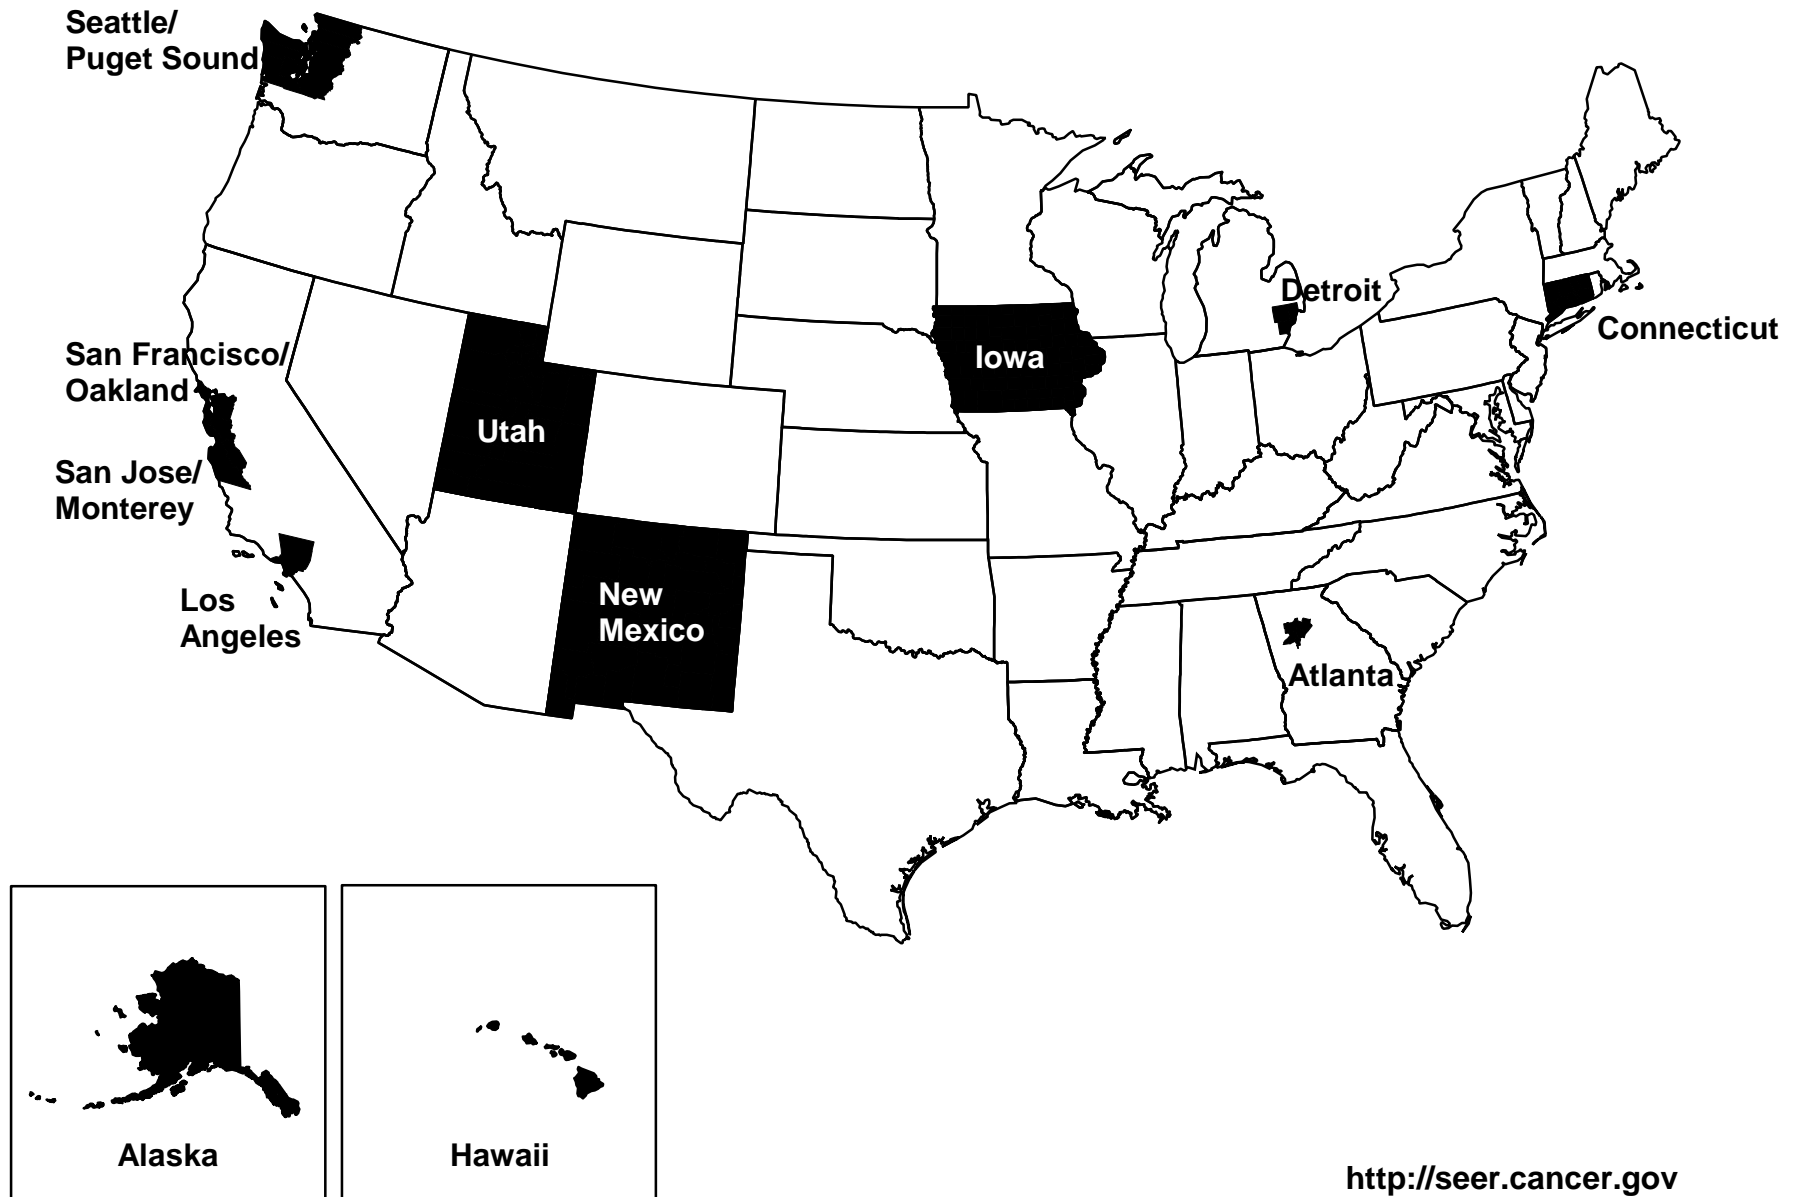 Seattle/
Puget Sound
Detroit
Connecticut
San Francisco/
Oakland
Iowa
Utah
San Jose/
Monterey
New
Mexico
Los
Angeles
Atlanta
Alaska
Hawaii
http://seer.cancer.gov